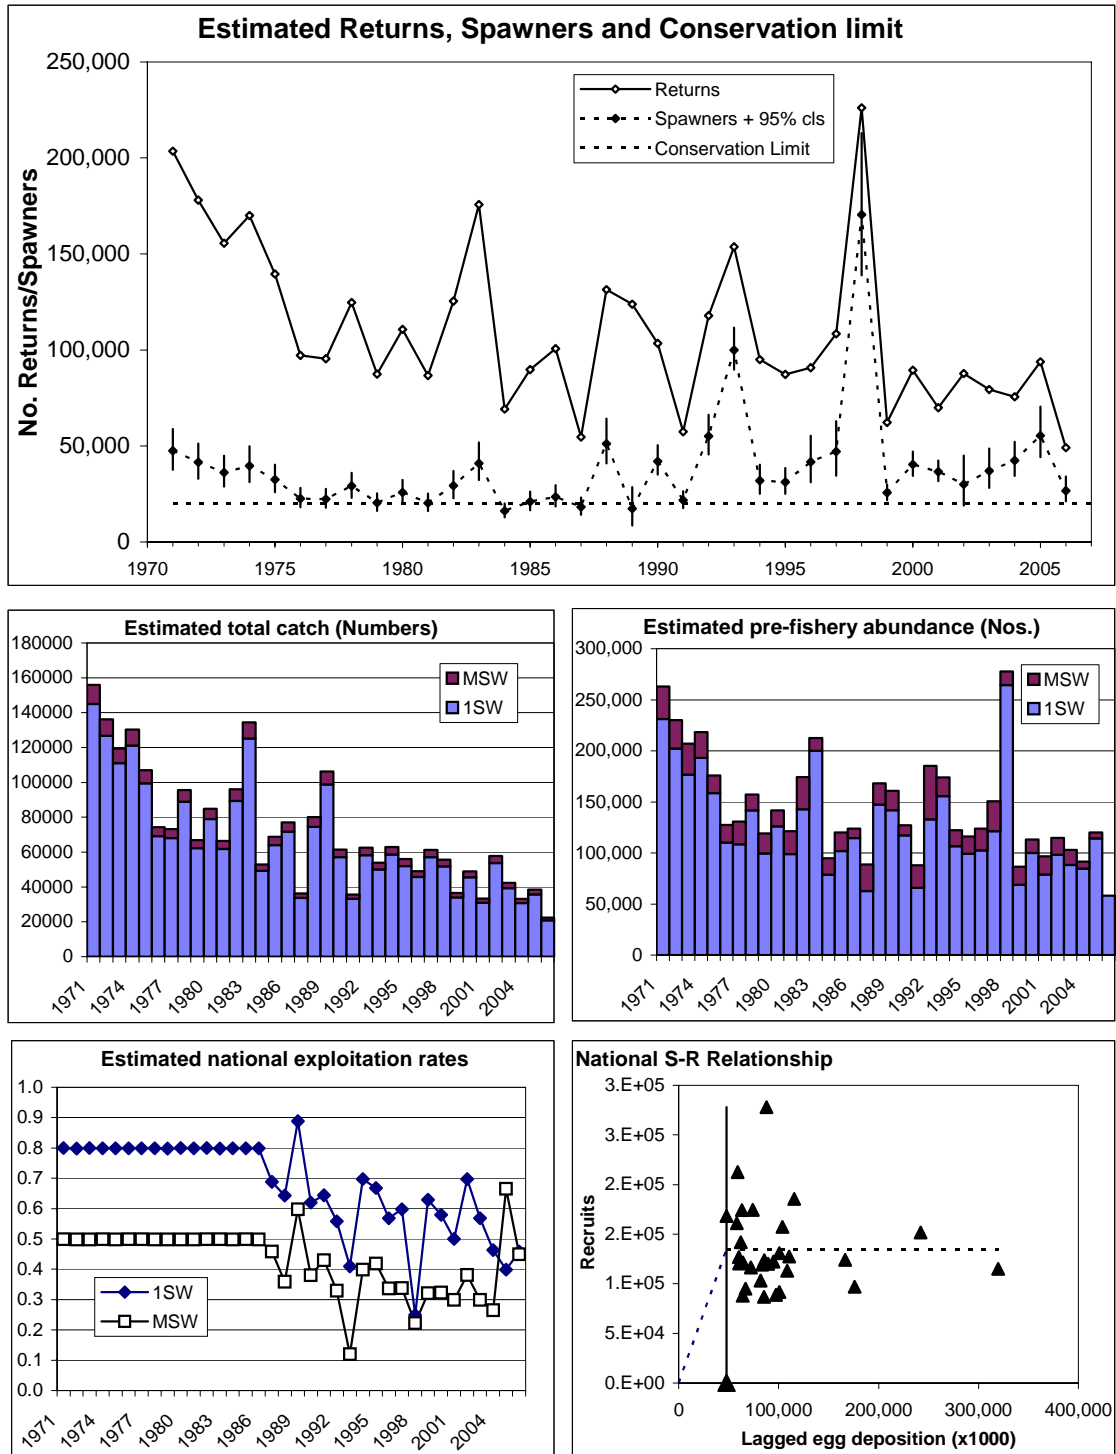 Estimated Returns, Spawners and Conservation limit
No. Returns/Spawners
250,000
200,000
150,000
100,000
50,000
0
Returns
Spawners + 95% cls
Conservation Limit
1970 1975 1980 1985 1990 1995 2000 2005
Estimated total catch (Numbers)
180000
160000
140000
120000
100000
80000
60000
40000
20000
0
MSW
1SW
1971 1974 1977 1980 1983 1986 1989 1992 1995 1998 2001 2004
Estimated pre-fishery abundance (Nos.)
300,000
250,000
200,000
150,000
100,000
50,000
0
MSW
1SW
1971 1974 1977 1980 1983 1986 1989 1992 1995 1998 2001 2004
Estimated national exploitation rates
1.0
0.9
0.8
0.7
0.6
0.5
0.4
0.3
0.2
0.1
0.0
1SW
MSW
1971 1974 1977 1980 1983 1986 1989 1992 1995 1998 2001 2004
National S-R Relationship
Recruits
3.E+05
3.E+05
2.E+05
2.E+05
1.E+05
5.E+04
0.E+00
0 100,000 200,000 300,000 400,000
Lagged egg deposition (x1000)